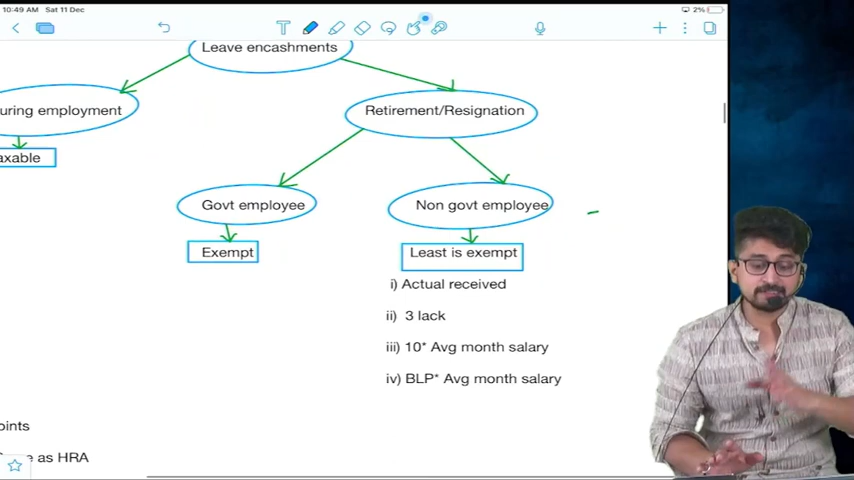 10:49 AM Sat 11 Dec
2%
T
Leave encashments
uring employment
Retirement/Resignation
axable
Govt employee
Non govt employee
Exempt
Least is exempt
i) Actual received
ii) 3 lack
iii) 10* Avg month salary
iv) BLP* Avg month salary
oints
e as HRA